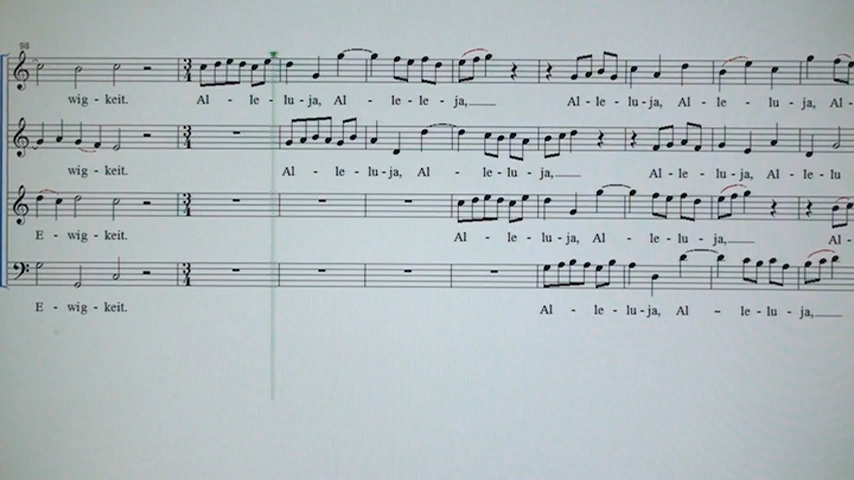 98
wig - keit. Al - le - lu - ja, Al - le - le - ja, Al - le - lu - ja, Al - le - lu - ja, Al -
wig - keit. Al - le - lu - ja, Al - le - lu - ja, Al - le - lu - ja, Al - le - lu
E - wig - keit. Al - le - lu - ja, Al - le - lu - ja, Al -
E - wig - keit. Al - le - lu - ja, Al - le - lu - ja,